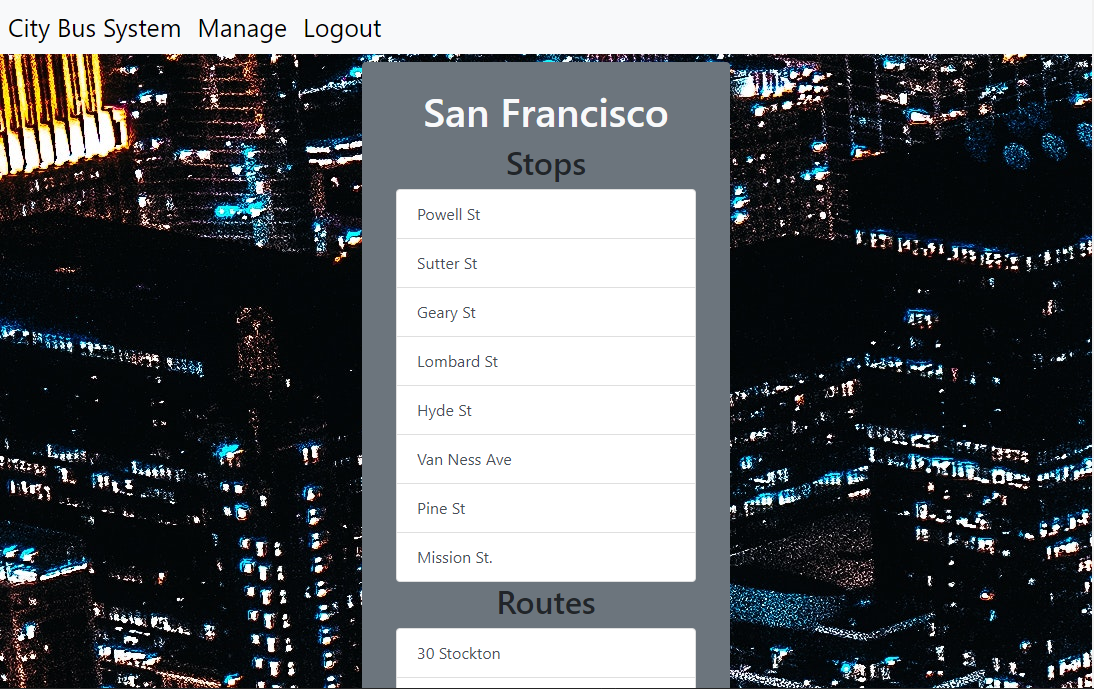 City Bus System Manage Logout
San Francisco
Stops
Powell St
Sutter St
Geary St
Lombard St
Hyde St
Van Ness Ave
Pine St
Mission St.
Routes
30 Stockton